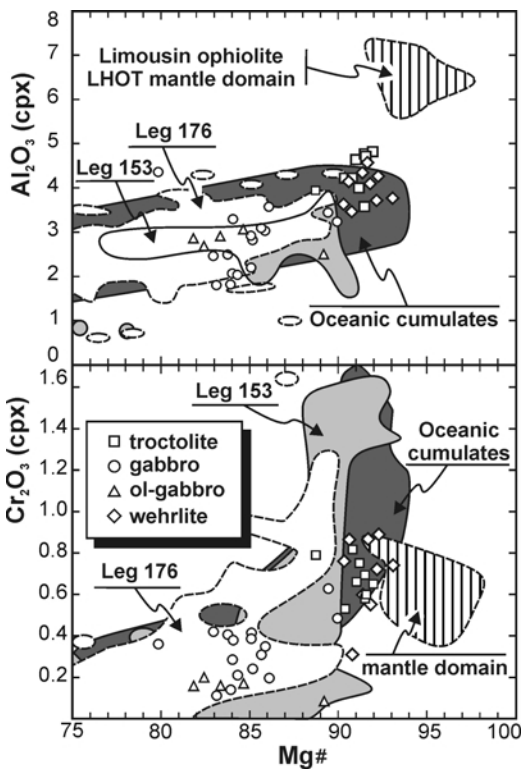 8
7
6
5
4
3
2
1
0
Al2O3 (cpx)
Limousin ophiolite
LHOT mantle domain
Leg 176
Leg 153
Oceanic cumulates
1.6
1.4
1.2
1.0
0.8
0.6
0.4
0.2
Cr2O3 (cpx)
Leg 153
Oceanic
cumulates
troctolite
gabbro
ol-gabbro
wehrlite
Leg 176
mantle domain
75 80 85 90 95 100
Mg#